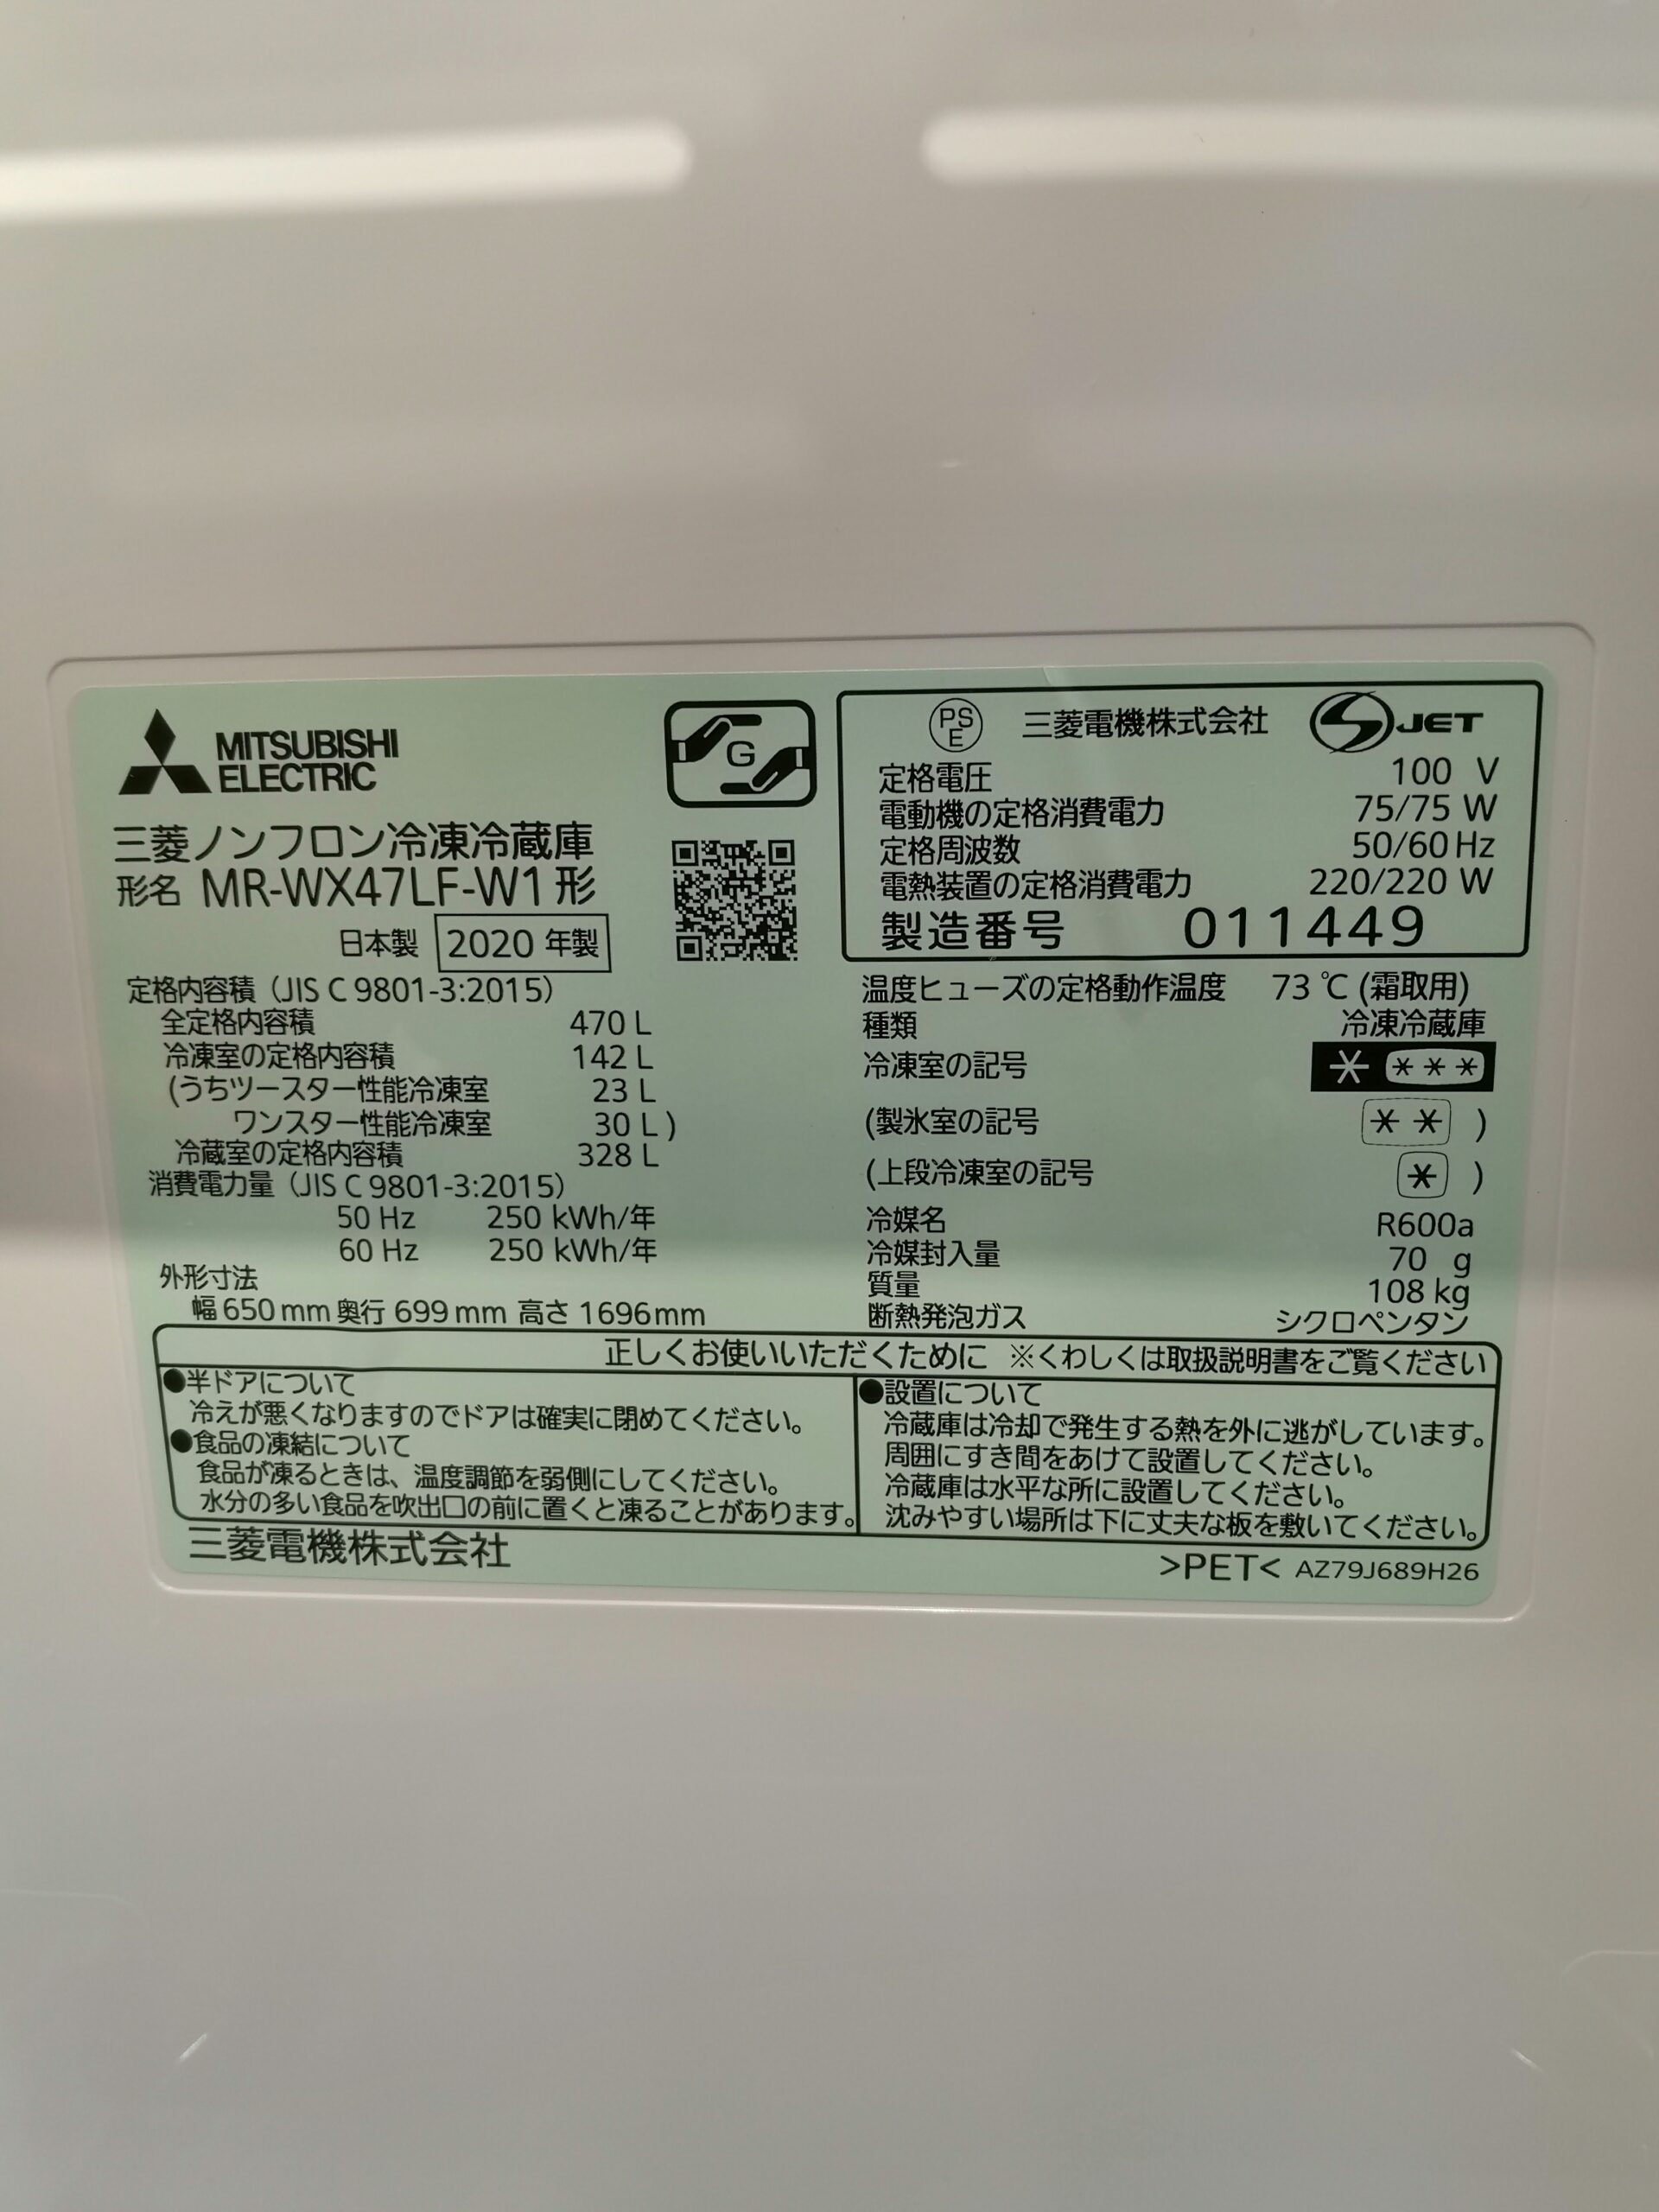 MITSUBISHI
ELECTRIC
G
三菱ノンフロン冷凍冷蔵庫
形名 MR-WX47LF-W1形
日本製 2020 年製
定格内容積（JIS C 9801-3:2015）
全定格内容積 470 L
冷凍室の定格内容積 142 L
(うちツースター性能冷凍室 23 L
ワンスター性能冷凍室 30 L )
冷蔵室の定格内容積 328 L
消費電力量（JIS C 9801-3:2015）
50 Hz 250 kWh/年
60 Hz 250 kWh/年
外形寸法
幅 650 mm 奥行 699 mm 高さ 1696mm
PS
E 三菱電機株式会社 JET
定格電圧 100 V
電動機の定格消費電力 75/75 W
定格周波数 50/60 Hz
電熱装置の定格消費電力 220/220 W
製造番号 011449
温度ヒューズの定格動作温度 73 ℃ (霜取用)
種類 冷凍冷蔵庫
冷凍室の記号 * ***
(製氷室の記号 ** )
(上段冷凍室の記号 * )
冷媒名 R600a
冷媒封入量 70 g
質量 108 kg
断熱発泡ガス シクロペンタン
正しくお使いいただくために ※くわしくは取扱説明書をご覧ください
●半ドアについて
冷えが悪くなりますのでドアは確実に閉めてください。
●食品の凍結について
食品が凍るときは、温度調節を弱側にしてください。
水分の多い食品を吹出口の前に置くと凍ることがあります。
●設置について
冷蔵庫は冷却で発生する熱を外に逃がしています。
周囲にすき間をあけて設置してください。
冷蔵庫は水平な所に設置してください。
沈みやすい場所は下に丈夫な板を敷いてください。
三菱電機株式会社
>PET< AZ79J689H26